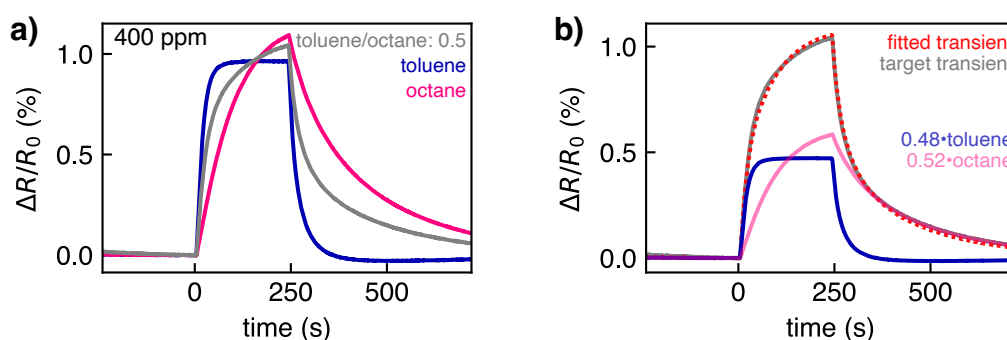 a)
400 ppm
toluene/octane: 0.5
toluene
octane
ΔR/R0 (%)
1.0
0.5
0.0
0 250 500
time (s)
b)
fitted transien
target transien
0.48•toluene
0.52•octane
ΔR/R0 (%)
1.0
0.5
0.0
0 250 500
time (s)